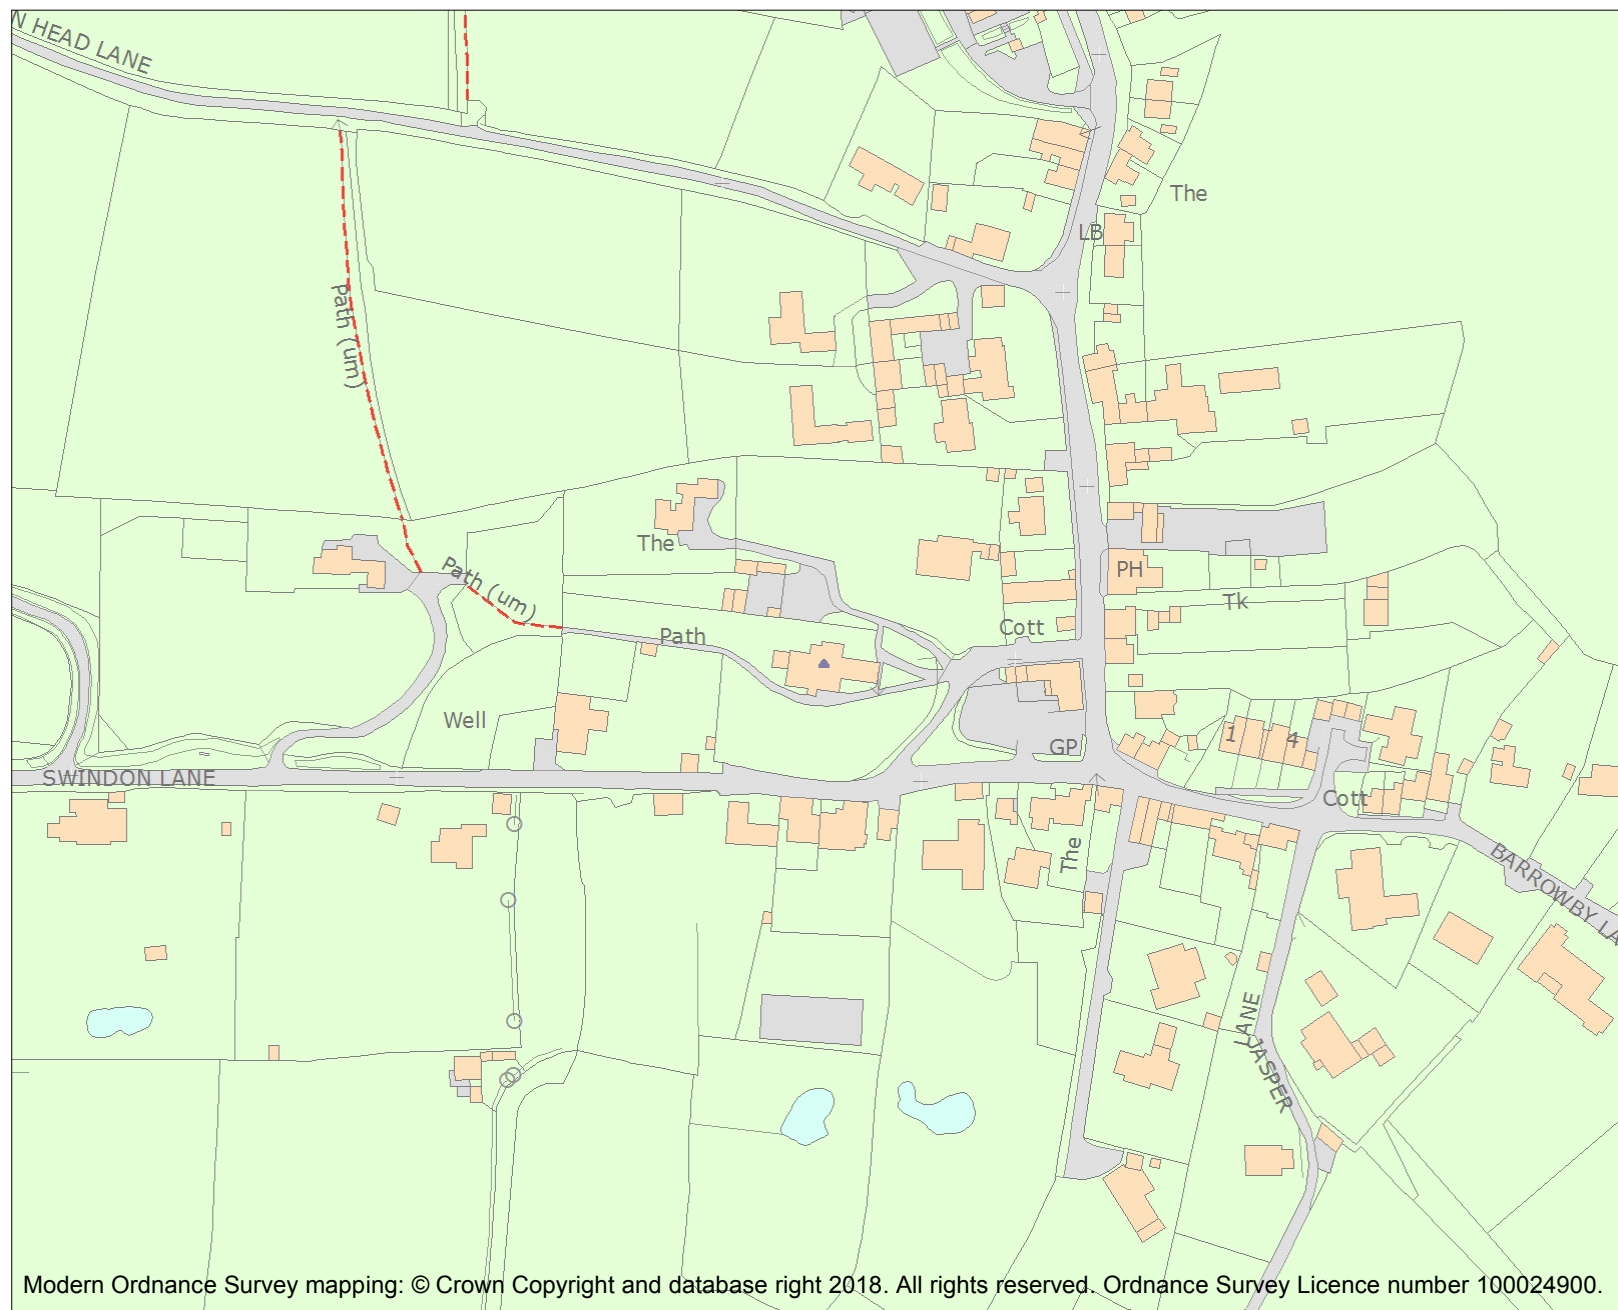 N HEAD LANE
The
LB
Path (um)
The
Path (um)
PH
Tk
Path
Cott
Well
GP
1
4
SWINDON LANE
Cott
The
BARROWBY LA
LANE
JASPER
Modern Ordnance Survey mapping: © Crown Copyright and database right 2018. All rights reserved. Ordnance Survey Licence number 100024900.